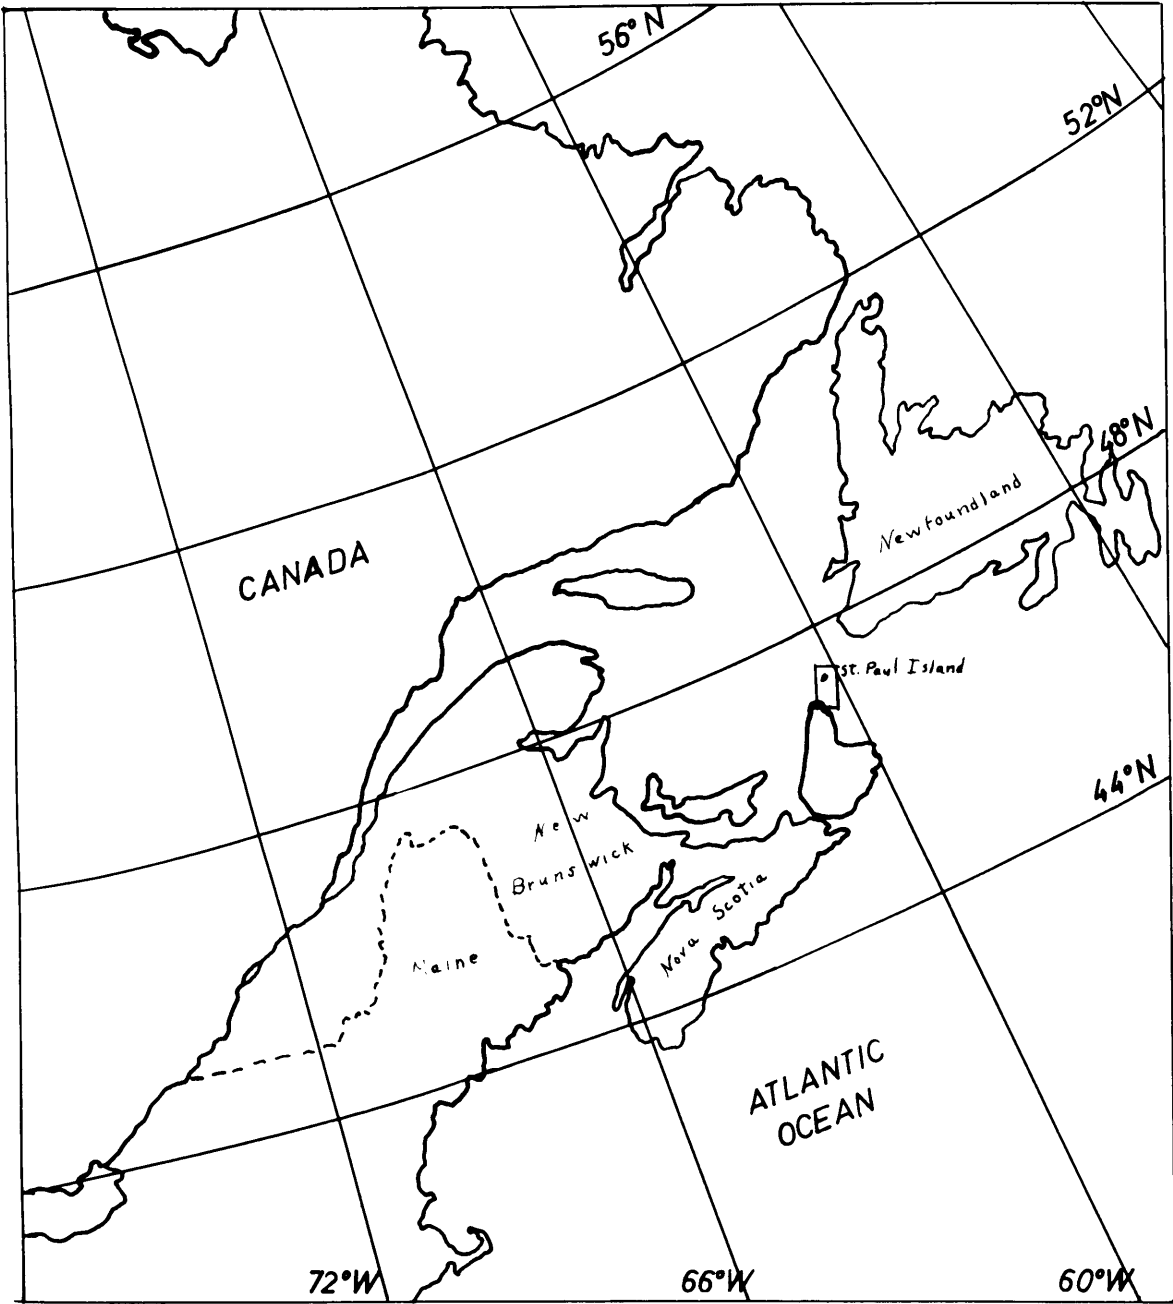 56°N
52°N
48°N
Newfoundland
CANADA
St. Paul Island
44°N
New
Brunswick
Nova Scotia
Maine
ATLANTIC
OCEAN
72°W
66°W
60°W